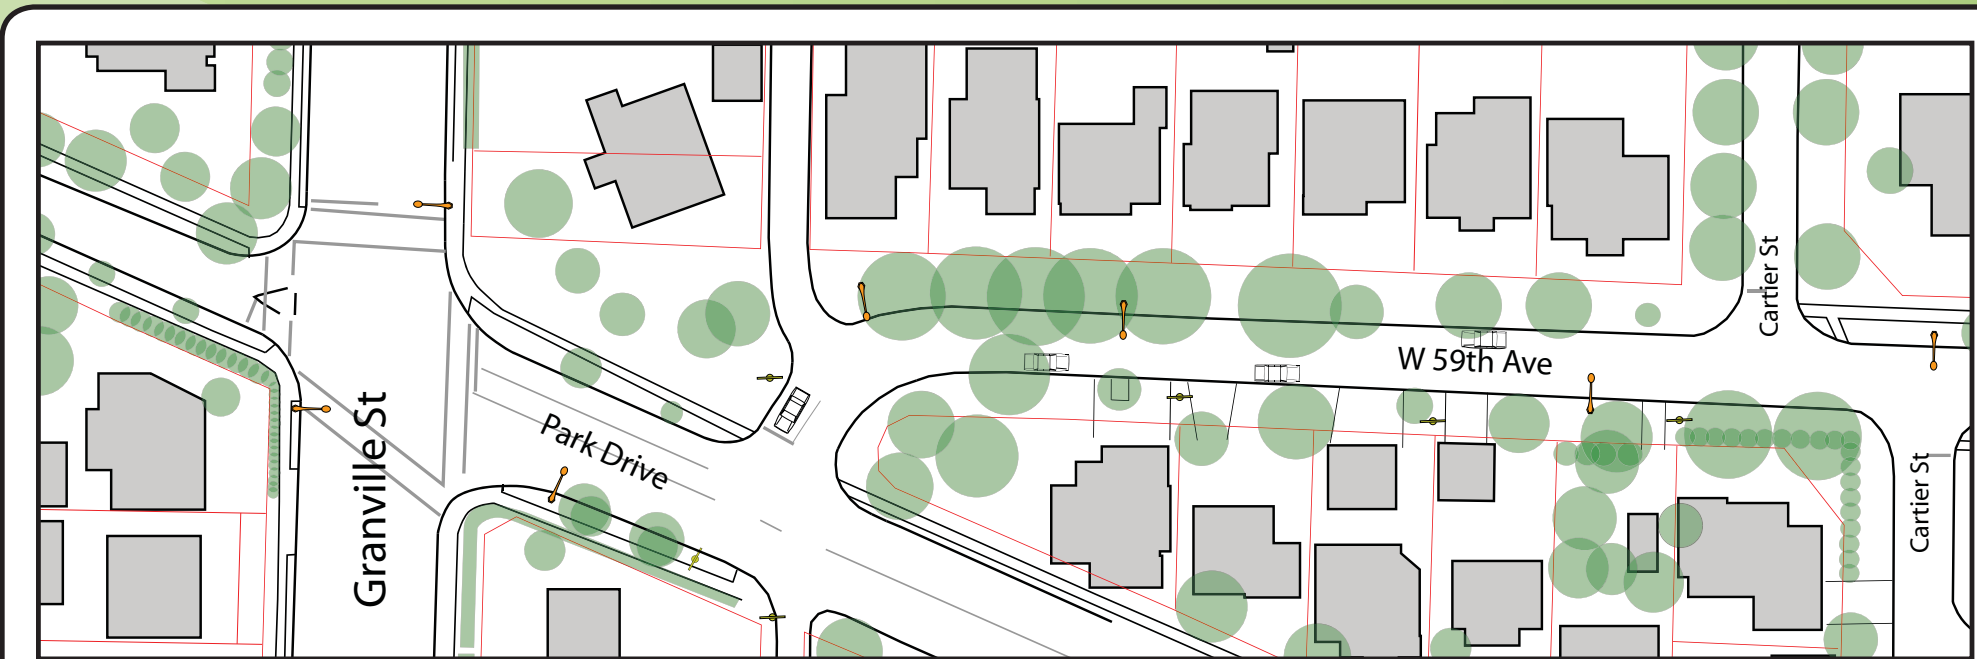 Cartier St
W 59th Ave
Granville St
Park Drive
Cartier St